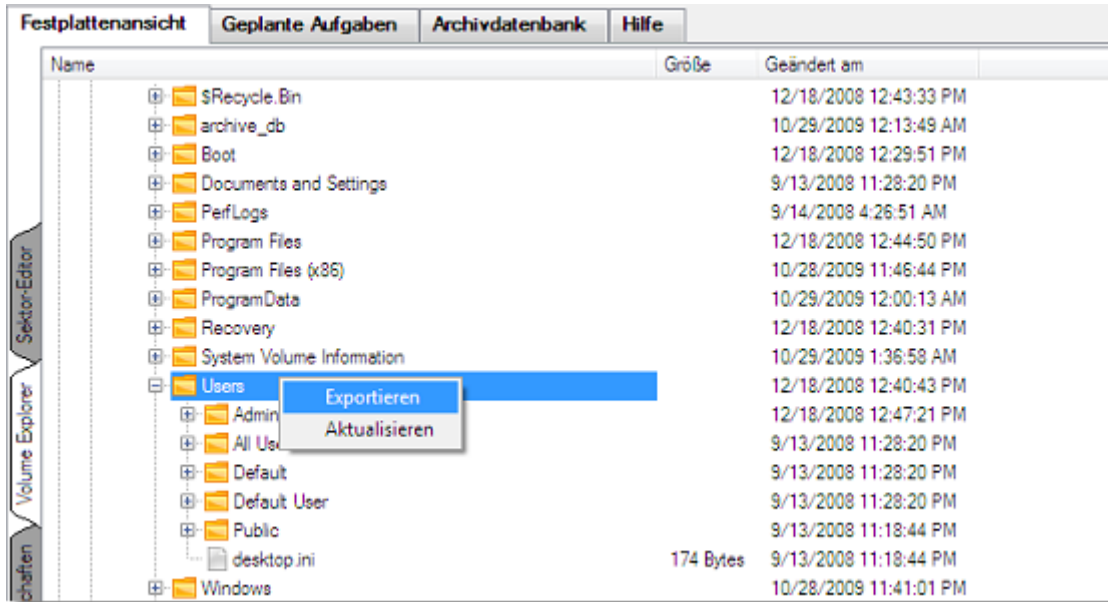 Festplattenansicht Geplante Aufgaben Archivdatenbank Hilfe
Name Größe Geändert am
$Recycle.Bin 12/18/2008 12:43:33 PM
archive_db 10/29/2009 12:13:49 AM
Boot 12/18/2008 12:29:51 PM
Documents and Settings 9/13/2008 11:28:20 PM
PerfLogs 9/14/2008 4:26:51 AM
Program Files 12/18/2008 12:44:50 PM
Program Files (x86) 10/28/2009 11:46:44 PM
ProgramData 10/29/2009 12:00:13 AM
Recovery 12/18/2008 12:40:31 PM
System Volume Information 10/29/2009 1:36:58 AM
Users 12/18/2008 12:40:43 PM
Exportieren
Admin 12/18/2008 12:47:21 PM
Aktualisieren
All Use 9/13/2008 11:28:20 PM
Default 9/13/2008 11:28:20 PM
Default User 9/13/2008 11:28:20 PM
Public 9/13/2008 11:18:44 PM
desktop.ini 174 Bytes 9/13/2008 11:18:44 PM
Windows 10/28/2009 11:41:01 PM
Sektor-Editor
Volume Explorer
chaften